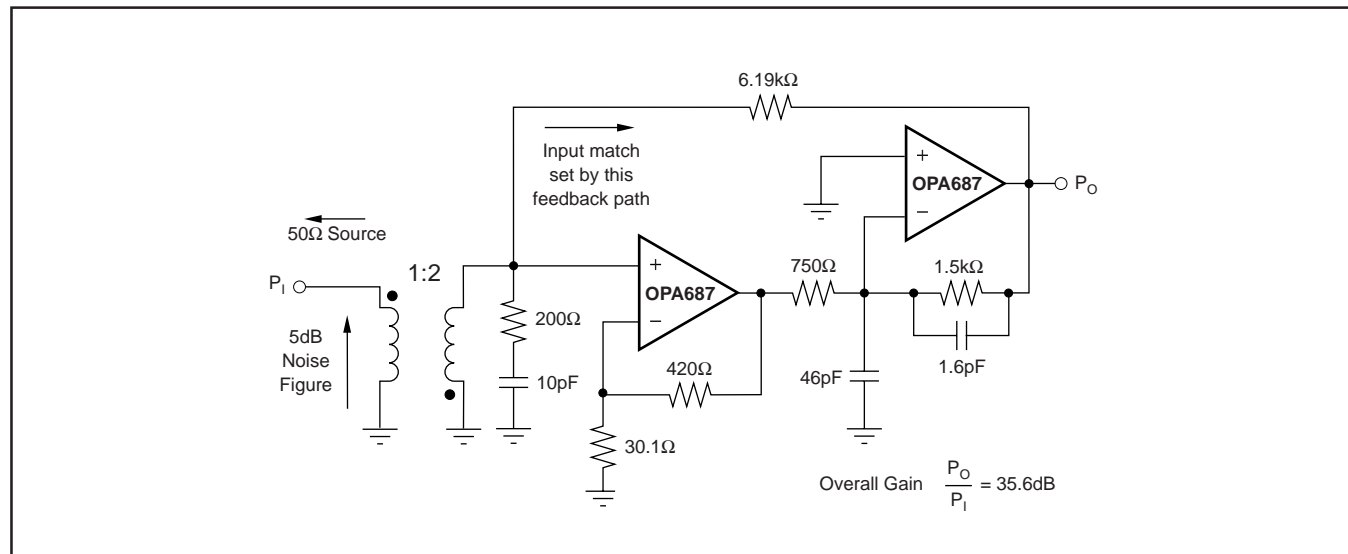 6.19kΩ
Input match
set by this
feedback path
+
OPA687
−
P_O
50Ω Source
P_I
1:2
5dB
Noise
Figure
200Ω
10pF
+
OPA687
−
420Ω
30.1Ω
750Ω
46pF
1.5kΩ
1.6pF
Overall Gain P_O/P_I = 35.6dB